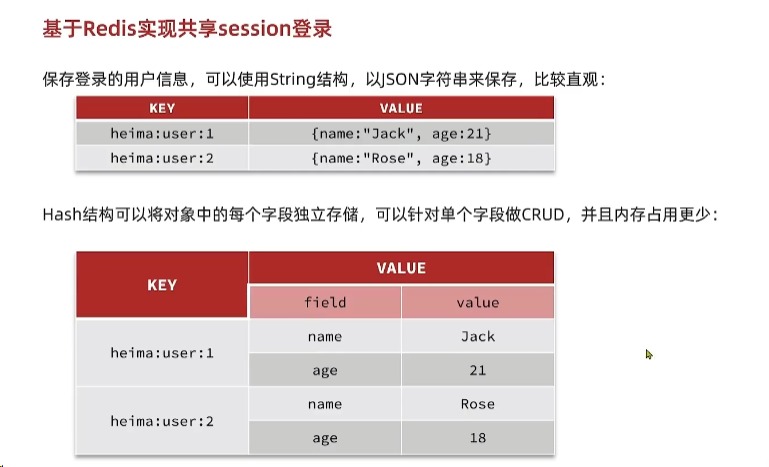 基于Redis实现共享session登录
保存登录的用户信息，可以使用String结构，以JSON字符串来保存，比较直观：
KEY VALUE
heima:user:1 {name:"Jack", age:21}
heima:user:2 {name:"Rose", age:18}
Hash结构可以将对象中的每个字段独立存储，可以针对单个字段做CRUD，并且内存占用更少：
KEY VALUE
field value
heima:user:1 name Jack
age 21
heima:user:2 name Rose
age 18